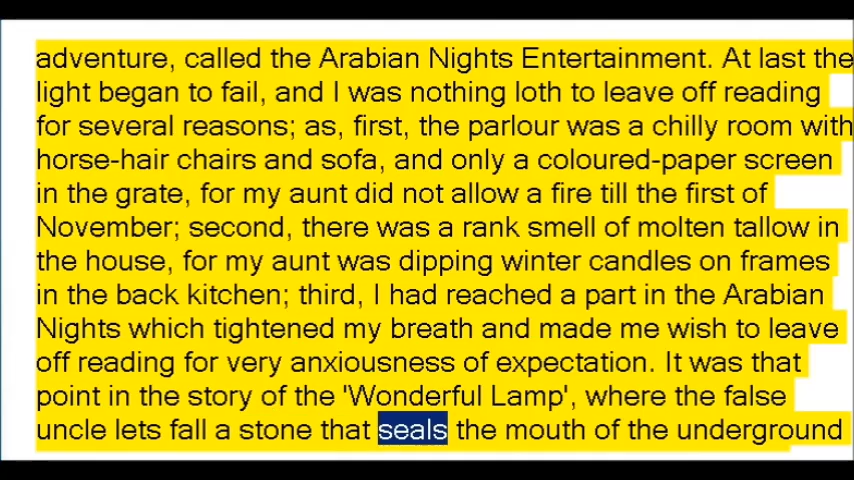 adventure, called the Arabian Nights Entertainment. At last the
light began to fail, and I was nothing loth to leave off reading
for several reasons; as, first, the parlour was a chilly room with
horse-hair chairs and sofa, and only a coloured-paper screen
in the grate, for my aunt did not allow a fire till the first of
November; second, there was a rank smell of molten tallow in
the house, for my aunt was dipping winter candles on frames
in the back kitchen; third, I had reached a part in the Arabian
Nights which tightened my breath and made me wish to leave
off reading for very anxiousness of expectation. It was that
point in the story of the 'Wonderful Lamp', where the false
uncle lets fall a stone that seals the mouth of the underground